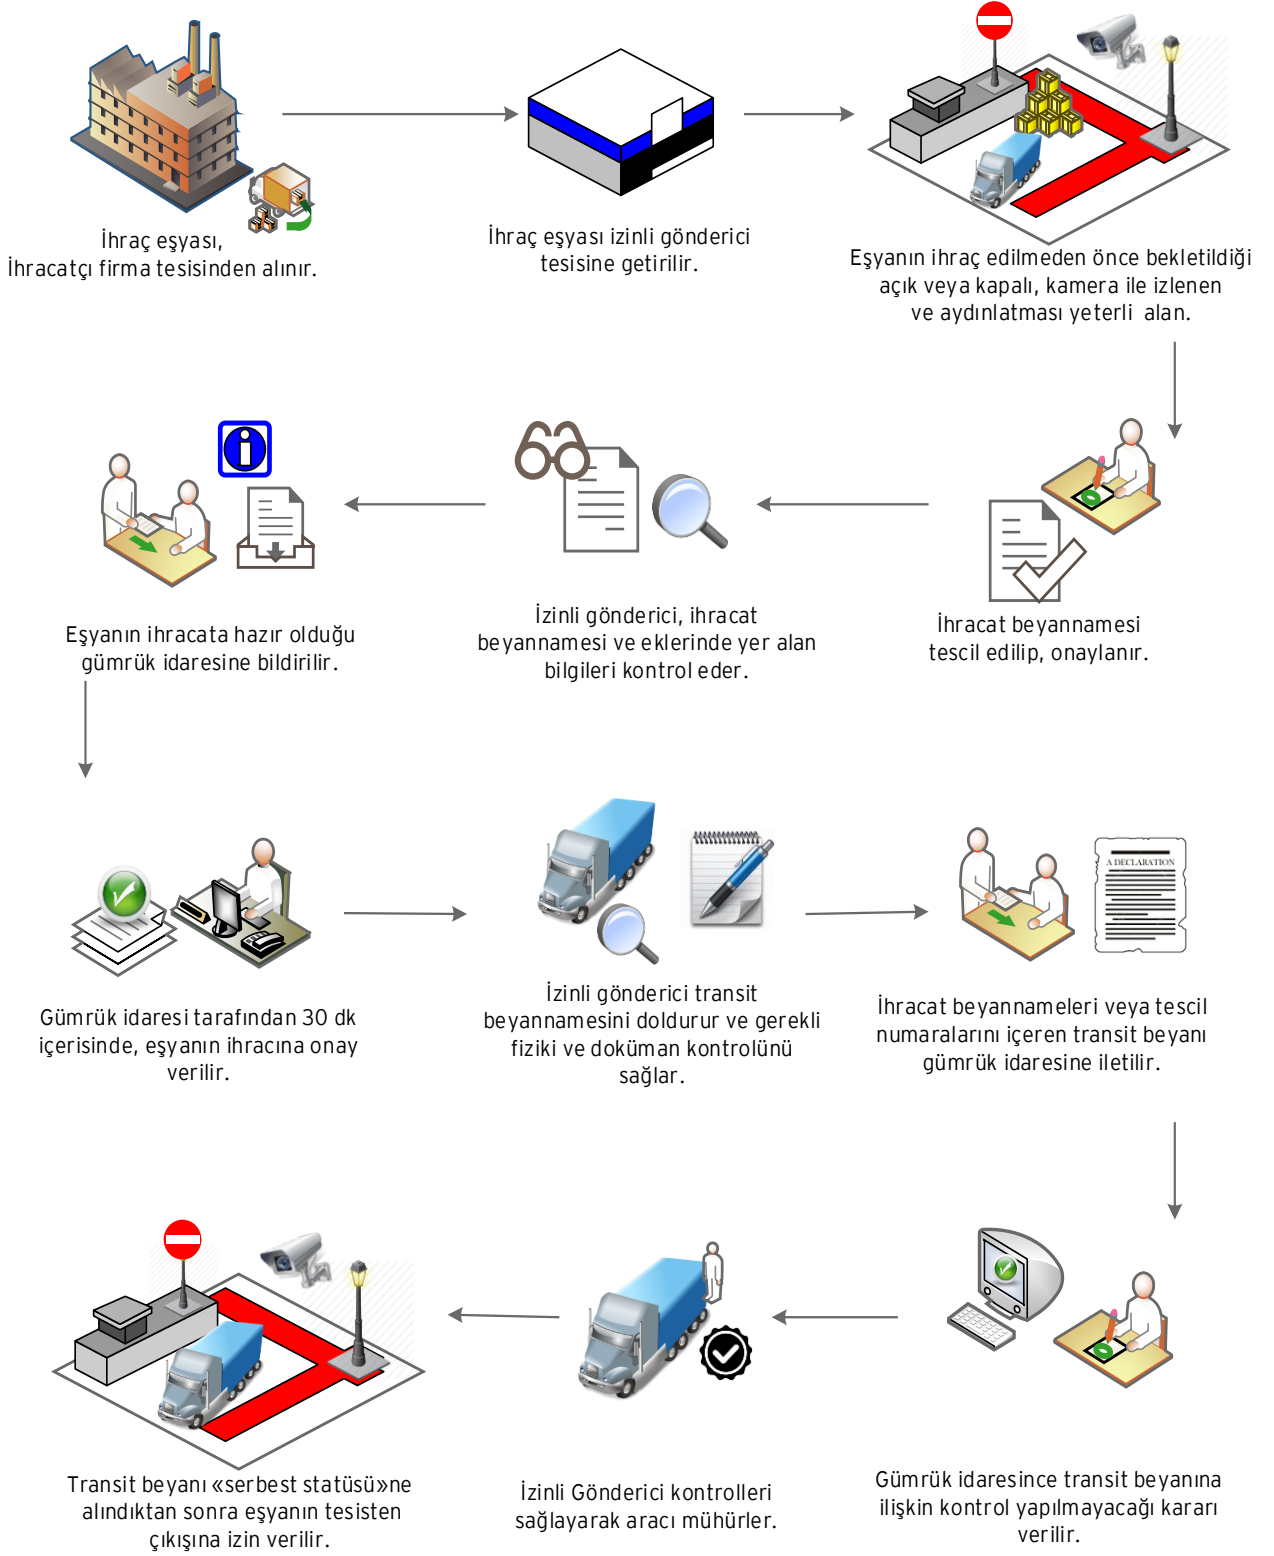 İhraç eşyası,
İhracatçı firma tesisinden alınır.
İhraç eşyası izinli gönderici
tesisine getirilir.
Eşyanın ihraç edilmeden önce bekletildiği
açık veya kapalı, kamera ile izlenen
ve aydınlatması yeterli alan.
İhracat beyannamesi
tescil edilip, onaylanır.
İzinli gönderici, ihracat
beyannamesi ve eklerinde yer alan
bilgileri kontrol eder.
Eşyanın ihracata hazır olduğu
gümrük idaresine bildirilir.
Gümrük idaresi tarafından 30 dk
içerisinde, eşyanın ihracına onay
verilir.
İzinli gönderici transit
beyannamesini doldurur ve gerekli
fiziki ve doküman kontrolünü
sağlar.
A DECLARATION
İhracat beyannameleri veya tescil
numaralarını içeren transit beyanı
gümrük idaresine iletilir.
Gümrük idaresince transit beyanına
ilişkin kontrol yapılmayacağı kararı
verilir.
İzinli Gönderici kontrolleri
sağlayarak aracı mühürler.
Transit beyanı «serbest statüsü»ne
alındıktan sonra eşyanın tesisten
çıkışına izin verilir.